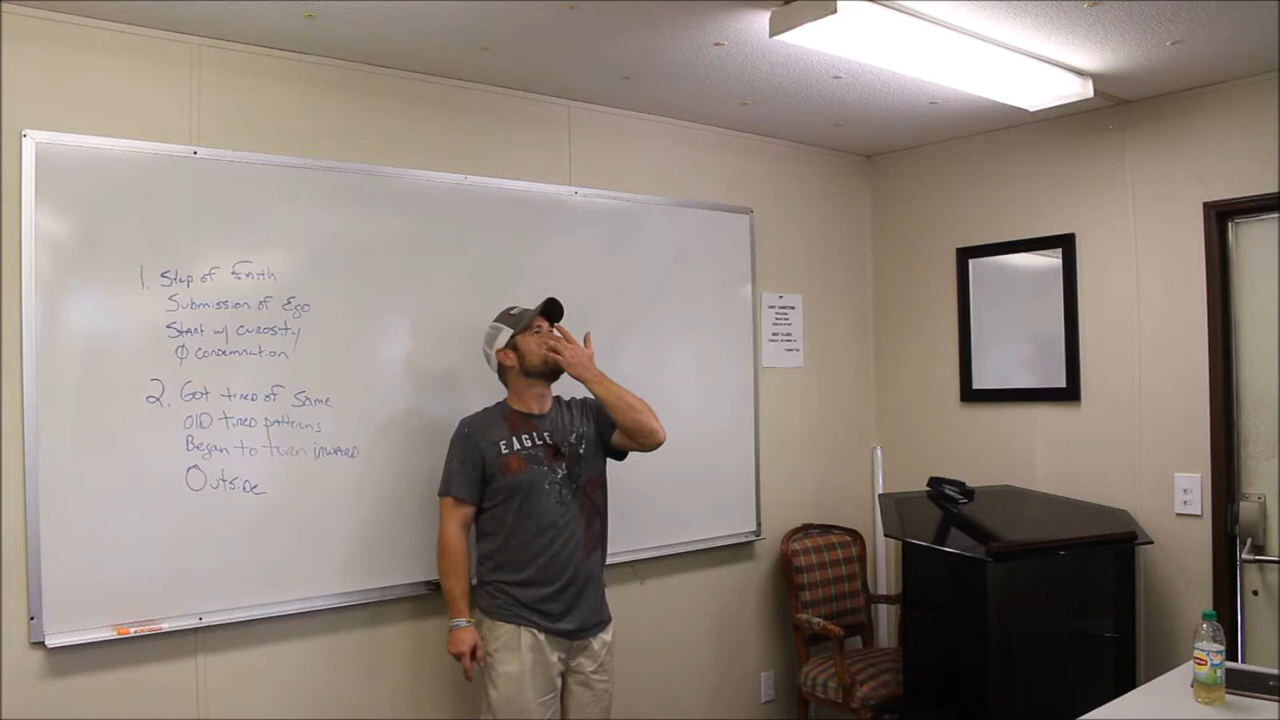 1. Step of Faith
Submission of Ego
Start w/ curosity
Ø condemnation
2. Got tired of same
Old tired patterns
Began to turn inward
Outside
EAGLE